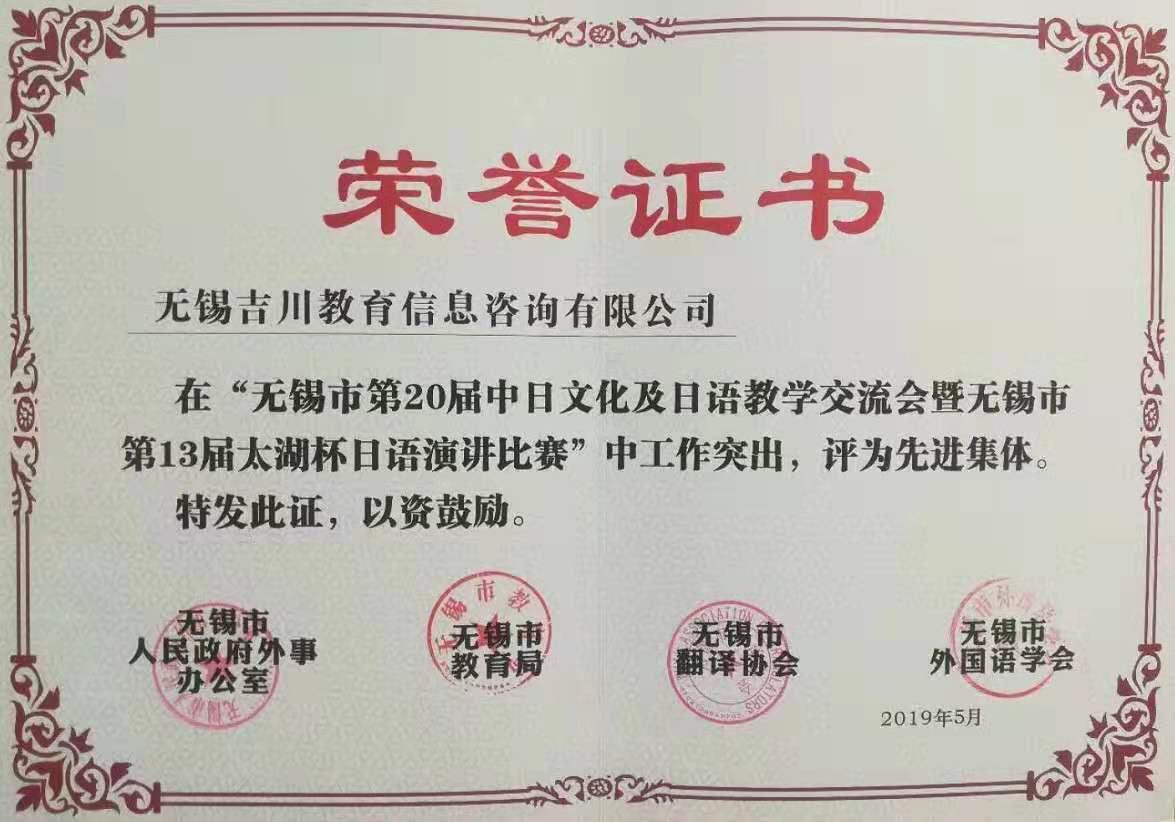 荣誉证书
无锡吉川教育信息咨询有限公司
在“无锡市第20届中日文化及日语教学交流会暨无锡市
第13届太湖杯日语演讲比赛”中工作突出，评为先进集体。
特发此证，以资鼓励。
无锡市
人民政府外事
办公室
无锡市
教育局
无锡市
翻译协会
无锡市
外国语学会
2019年5月